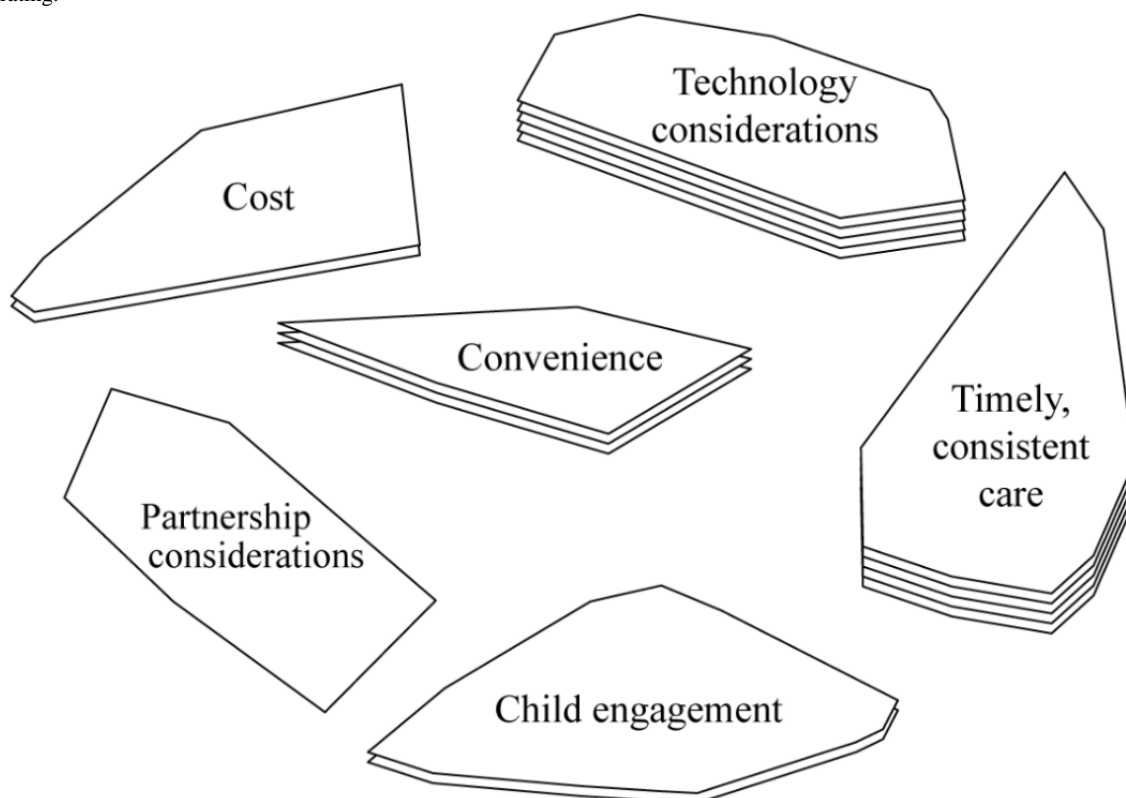 Technology
considerations
Cost
Convenience
Timely,
consistent
care
Partnership
considerations
Child engagement